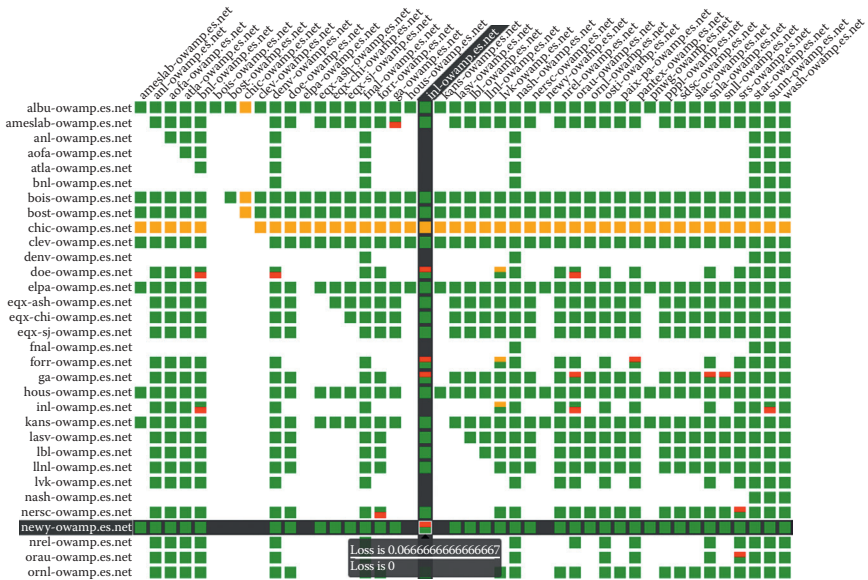 ameslab-owamp.es.net
anl-owamp.es.net
aofa-owamp.es.net
atla-owamp.es.net
bnl-owamp.es.net
bois-owamp.es.net
bost-owamp.es.net
chic-owamp.es.net
clev-owamp.es.net
denv-owamp.es.net
doe-owamp.es.net
elpa-owamp.es.net
eqx-ash-owamp.es.net
eqx-chi-owamp.es.net
eqx-sj-owamp.es.net
fnal-owamp.es.net
forr-owamp.es.net
ga-owamp.es.net
hous-owamp.es.net
inl-owamp.es.net
kans-owamp.es.net
lasv-owamp.es.net
lbl-owamp.es.net
llnl-owamp.es.net
lvk-owamp.es.net
nash-owamp.es.net
nersc-owamp.es.net
newy-owamp.es.net
nrel-owamp.es.net
orau-owamp.es.net
ornl-owamp.es.net
paix-pa-owamp.es.net
pantex-owamp.es.net
pnwg-owamp.es.net
pppl-owamp.es.net
sdsc-owamp.es.net
slac-owamp.es.net
snla-owamp.es.net
snll-owamp.es.net
srs-owamp.es.net
star-owamp.es.net
sunn-owamp.es.net
wash-owamp.es.net
albu-owamp.es.net
ameslab-owamp.es.net
anl-owamp.es.net
aofa-owamp.es.net
atla-owamp.es.net
bnl-owamp.es.net
bois-owamp.es.net
bost-owamp.es.net
chic-owamp.es.net
clev-owamp.es.net
denv-owamp.es.net
doe-owamp.es.net
elpa-owamp.es.net
eqx-ash-owamp.es.net
eqx-chi-owamp.es.net
eqx-sj-owamp.es.net
fnal-owamp.es.net
forr-owamp.es.net
ga-owamp.es.net
hous-owamp.es.net
inl-owamp.es.net
kans-owamp.es.net
lasv-owamp.es.net
lbl-owamp.es.net
llnl-owamp.es.net
lvk-owamp.es.net
nash-owamp.es.net
nersc-owamp.es.net
newy-owamp.es.net
nrel-owamp.es.net
orau-owamp.es.net
ornl-owamp.es.net
Loss is 0.0666666666666667
Loss is 0